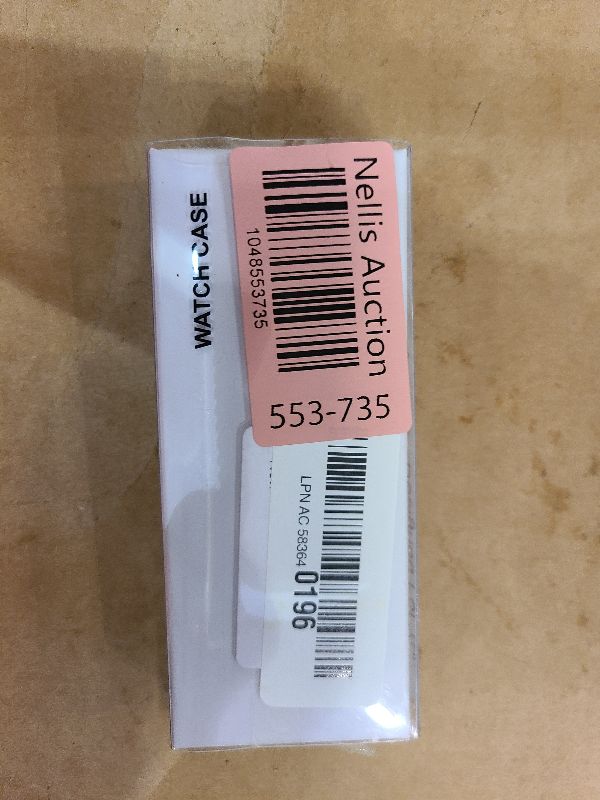 WATCH CASE
Nellis Auction
1048553735
553-735
LPN AC 58364 0196